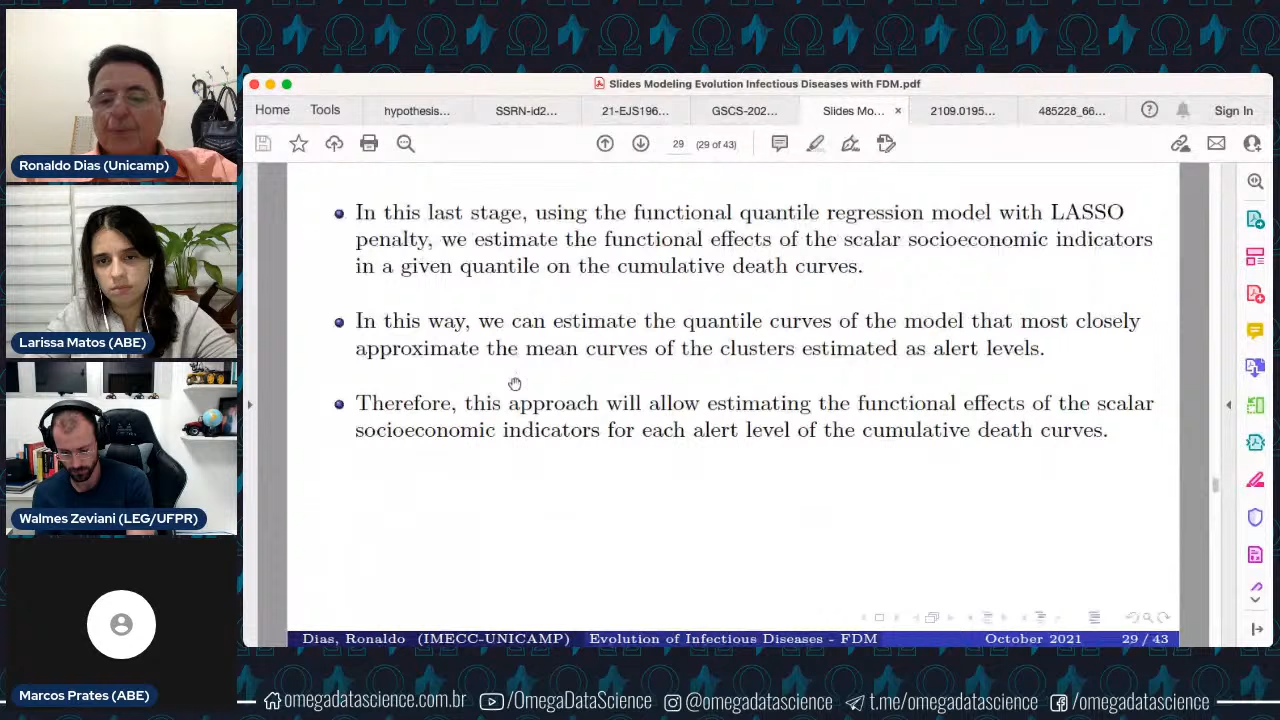 Slides Modeling Evolution Infectious Diseases with FDM.pdf
Home Tools hypothesis... SSRN-id2... 21-EJS196... GSCS-202... Slides Mo... × 2109.0195... 485228_66... Sign In
29 (29 of 43)
In this last stage, using the functional quantile regression model with LASSO
penalty, we estimate the functional effects of the scalar socioeconomic indicators
in a given quantile on the cumulative death curves.
In this way, we can estimate the quantile curves of the model that most closely
approximate the mean curves of the clusters estimated as alert levels.
Therefore, this approach will allow estimating the functional effects of the scalar
socioeconomic indicators for each alert level of the cumulative death curves.
Dias, Ronaldo (IMECC-UNICAMP) Evolution of Infectious Diseases - FDM October 2021 29 / 43
Ronaldo Dias (Unicamp)
Larissa Matos (ABE)
Walmes Zeviani (LEG/UFPR)
Marcos Prates (ABE)
omegadatascience.com.br /OmegaDataScience @omegadatascience t.me/omegadatascience /omegadatascience